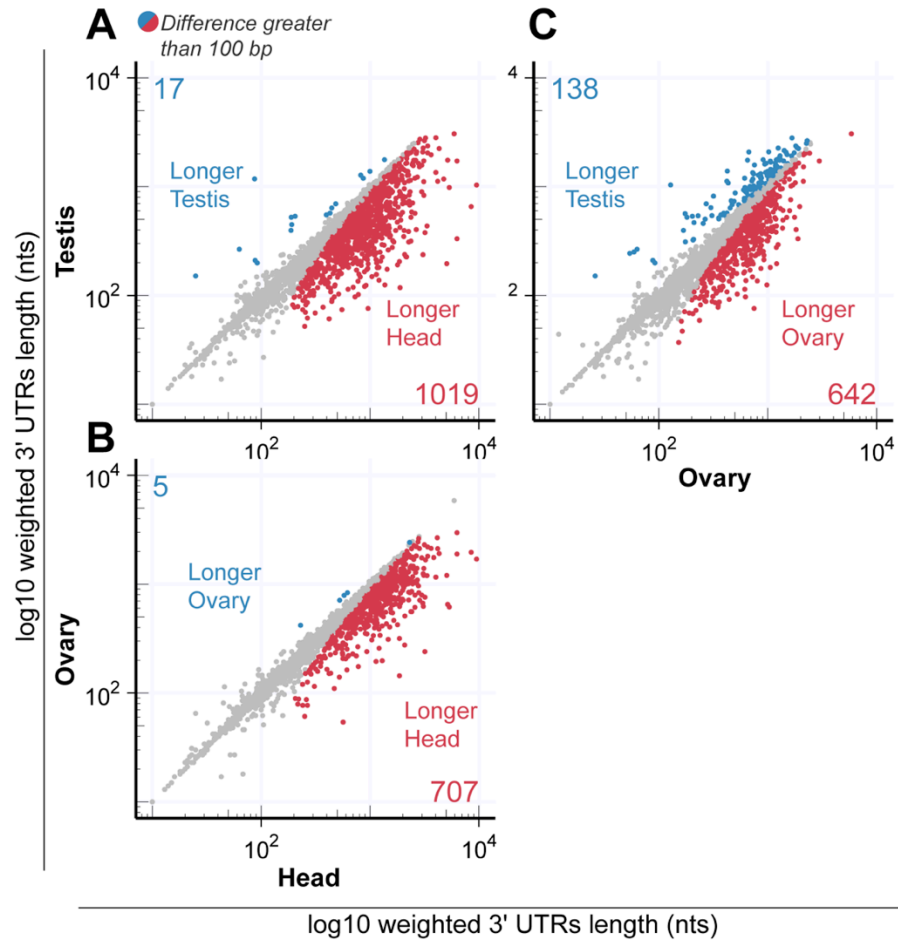 A
Difference greater
than 100 bp
C
10^4
17
Longer
Testis
10^2
Longer
Head
1019
10^2
10^4
4
138
Longer
Testis
2
Longer
Ovary
642
10^2
10^4
Ovary
Testis
B
10^4
5
Longer
Ovary
10^2
Longer
Head
707
10^2
10^4
Head
Ovary
log10 weighted 3' UTRs length (nts)
log10 weighted 3' UTRs length (nts)